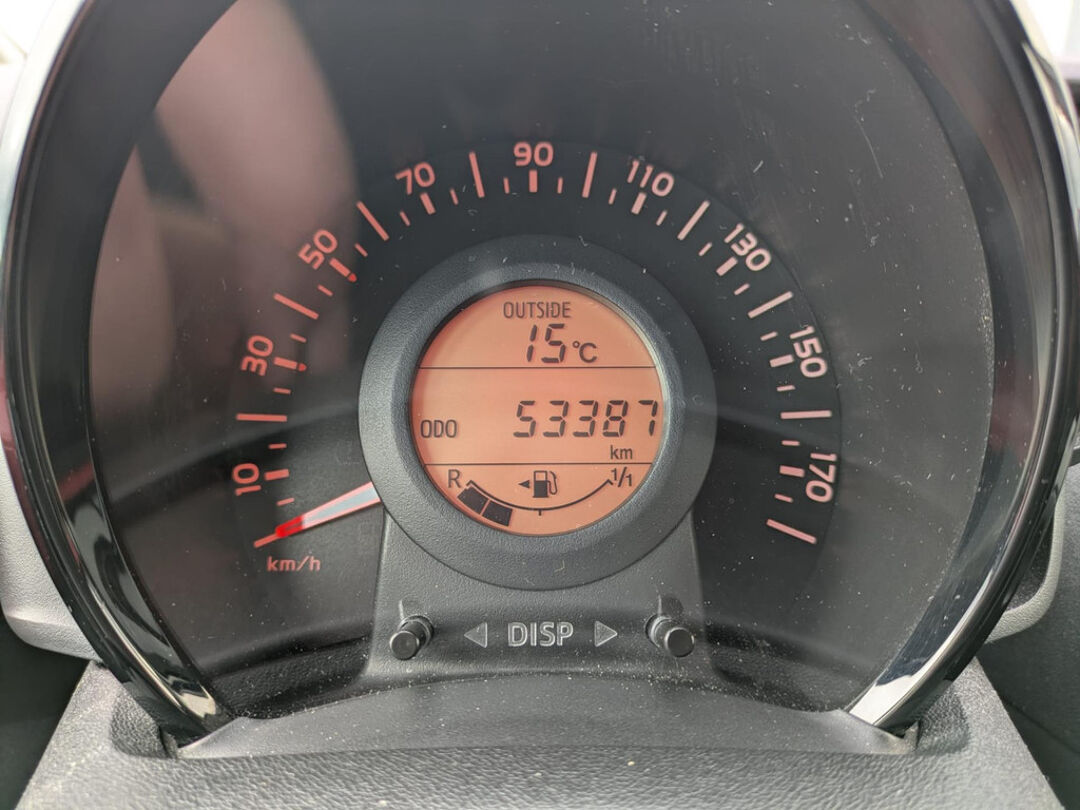 10
30
50
70
90
110
130
150
170
km/h
OUTSIDE
15°C
ODO 53387
km
R 1/1
DISP